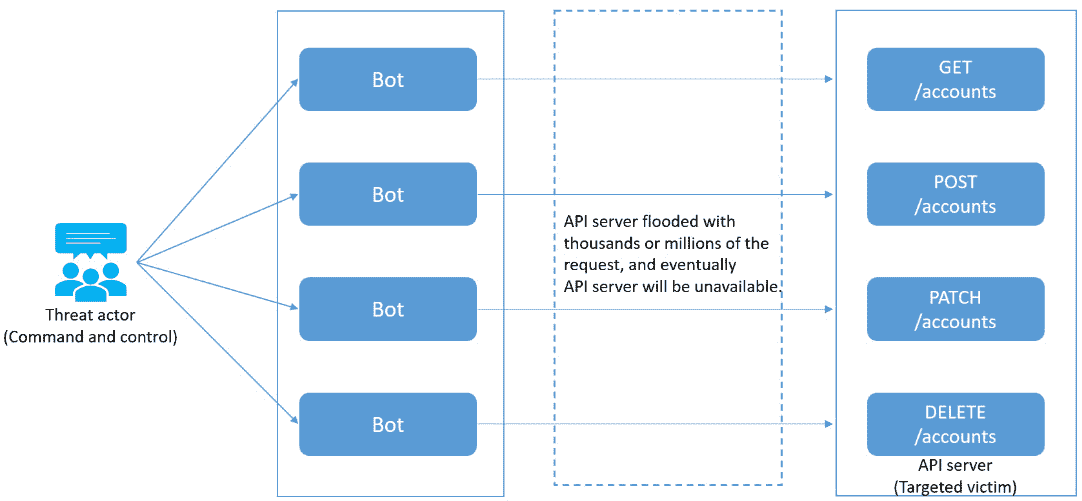 Threat actor
(Command and control)
Bot
Bot
Bot
Bot
API server flooded with
thousands or millions of the
request, and eventually
API server will be unavailable.
GET
/accounts
POST
/accounts
PATCH
/accounts
DELETE
/accounts
API server
(Targeted victim)